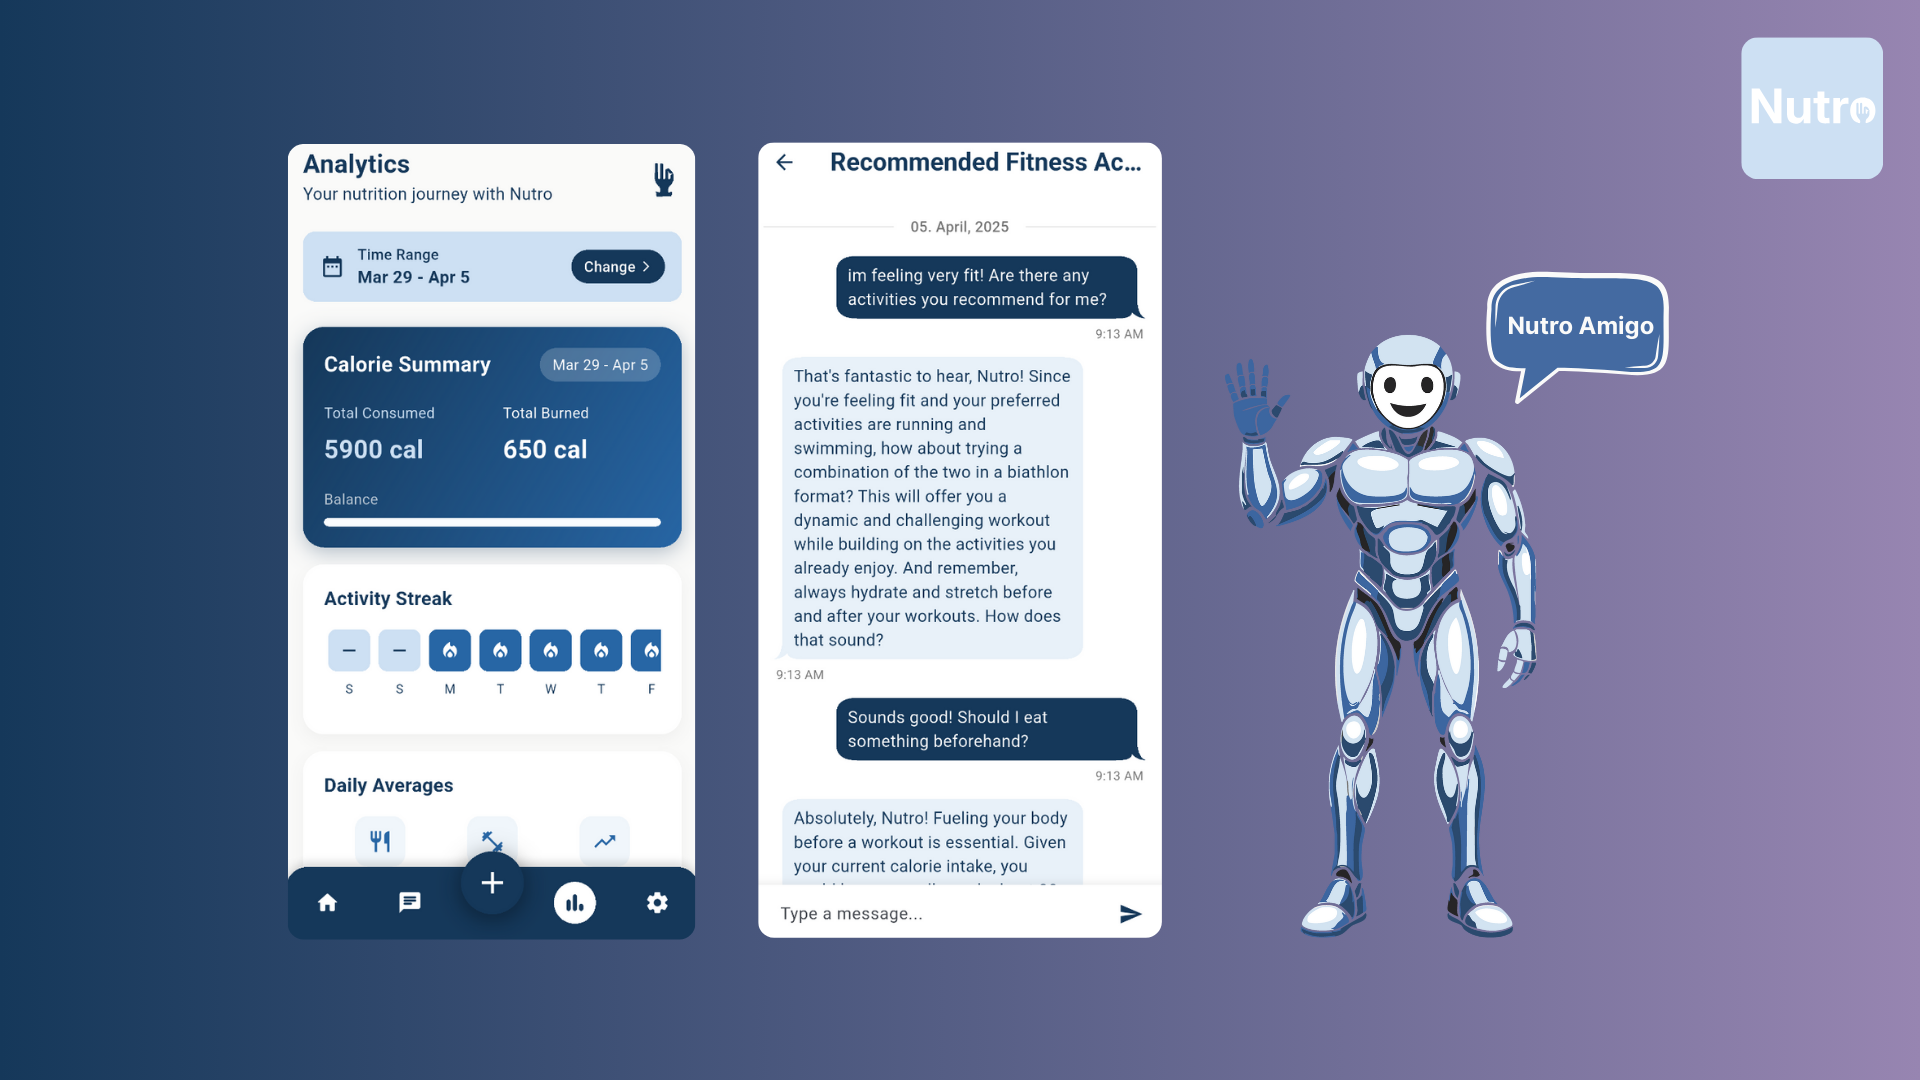 Nutro
Analytics
Your nutrition journey with Nutro
Time Range
Mar 29 - Apr 5
Change
Calorie Summary
Mar 29 - Apr 5
Total Consumed
Total Burned
5900 cal
650 cal
Balance
Activity Streak
S S M T W T F
Daily Averages
Recommended Fitness Ac...
05. April, 2025
im feeling very fit! Are there any
activities you recommend for me?
9:13 AM
That's fantastic to hear, Nutro! Since
you're feeling fit and your preferred
activities are running and
swimming, how about trying a
combination of the two in a biathlon
format? This will offer you a
dynamic and challenging workout
while building on the activities you
already enjoy. And remember,
always hydrate and stretch before
and after your workouts. How does
that sound?
9:13 AM
Sounds good! Should I eat
something beforehand?
9:13 AM
Absolutely, Nutro! Fueling your body
before a workout is essential. Given
your current calorie intake, you
Type a message...
Nutro Amigo